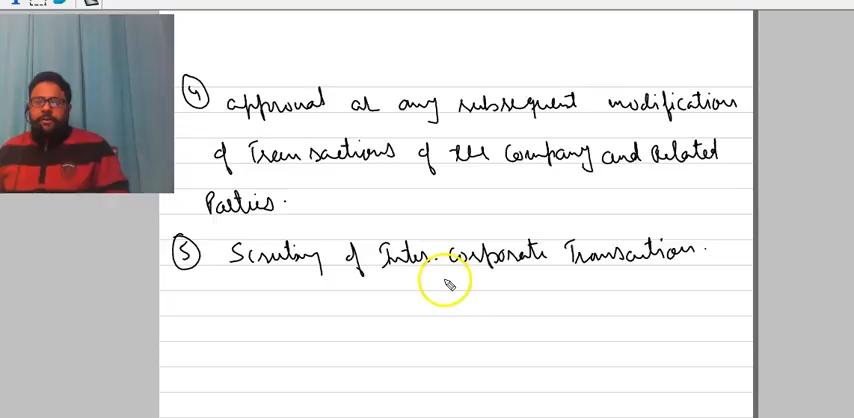 ④ approval or any subsequent modification
of Transactions of the Company and related
Parties.
⑤ Scrutiny of Inter-corporate Transaction.